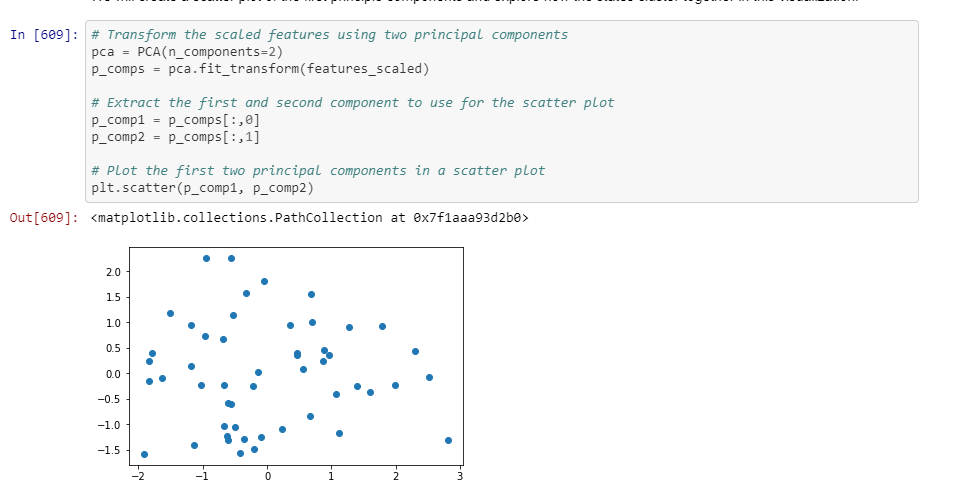 In [609]: # Transform the scaled features using two principal components
pca = PCA(n_components=2)
p_comps = pca.fit_transform(features_scaled)
# Extract the first and second component to use for the scatter plot
p_comp1 = p_comps[:,0]
p_comp2 = p_comps[:,1]
# Plot the first two principal components in a scatter plot
plt.scatter(p_comp1, p_comp2)
Out[609]: <matplotlib.collections.PathCollection at 0x7f1aaa93d2b0>
2.0
1.5
1.0
0.5
0.0
−0.5
−1.0
−1.5
−2 −1 0 1 2 3